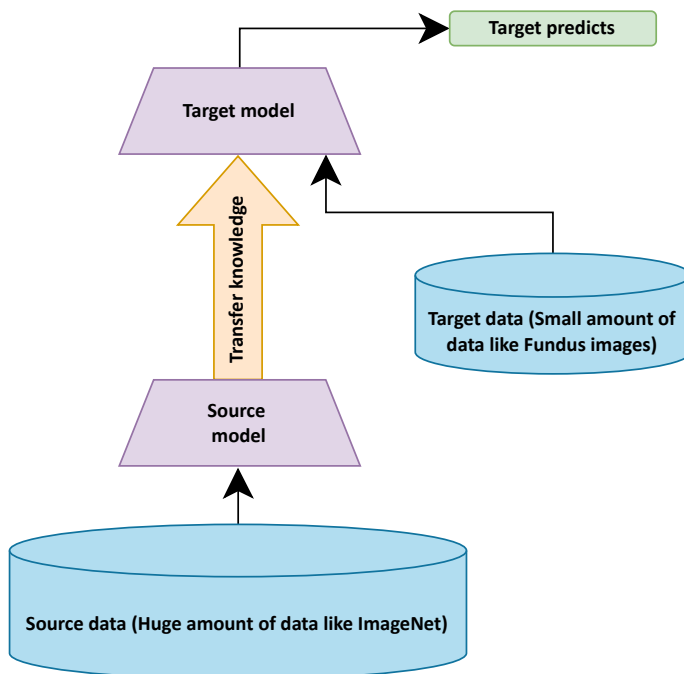 Target predicts
Target model
Transfer knowledge
Target data (Small amount of
data like Fundus images)
Source
model
Source data (Huge amount of data like ImageNet)